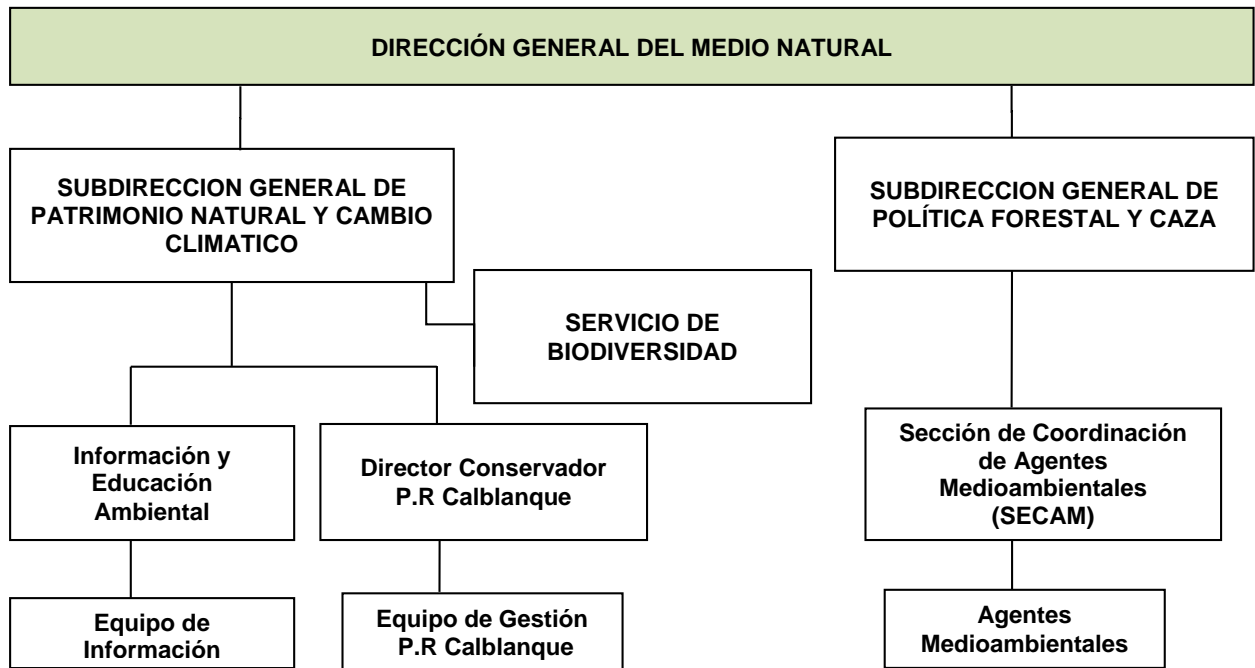 DIRECCIÓN GENERAL DEL MEDIO NATURAL
SUBDIRECCION GENERAL DE
PATRIMONIO NATURAL Y CAMBIO
CLIMATICO
SUBDIRECCION GENERAL DE
POLÍTICA FORESTAL Y CAZA
SERVICIO DE
BIODIVERSIDAD
Información y
Educación
Ambiental
Director Conservador
P.R Calblanque
Sección de Coordinación
de Agentes
Medioambientales
(SECAM)
Equipo de
Información
Equipo de Gestión
P.R Calblanque
Agentes
Medioambientales